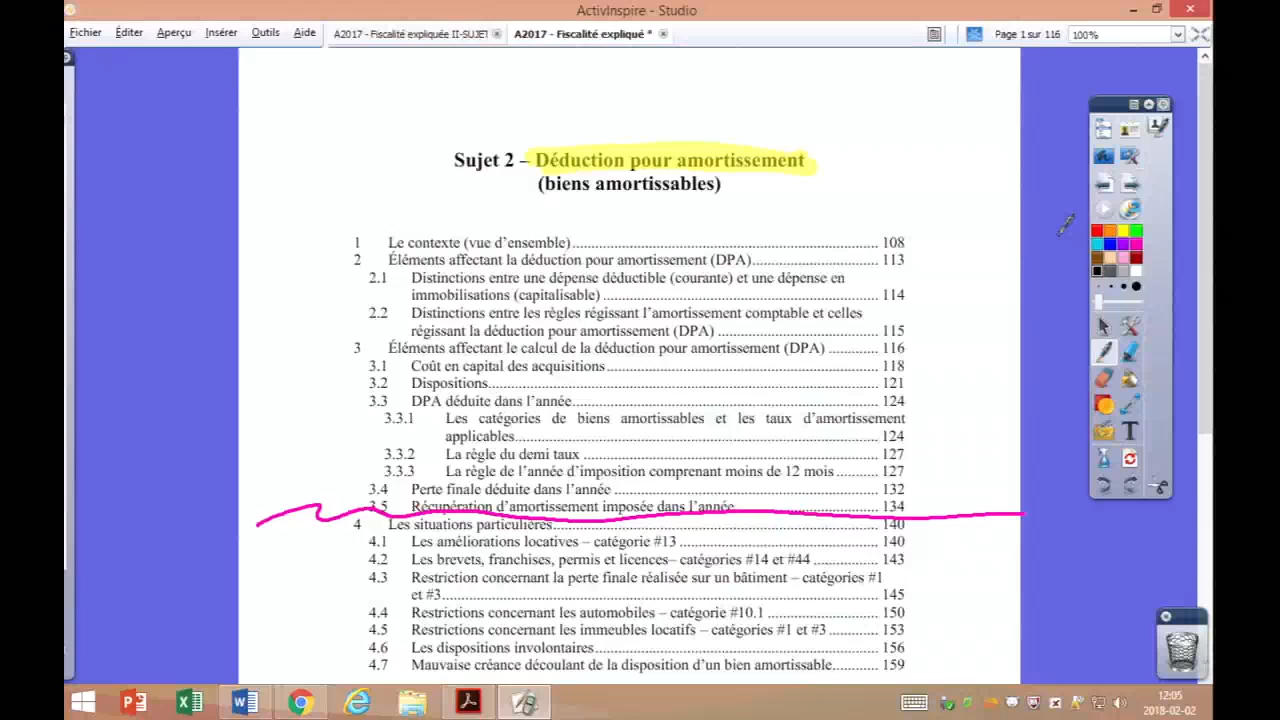 ActivInspire - Studio
Fichier Éditer Aperçu Insérer Outils Aide
A2017 - Fiscalité expliquée II-SUJET
A2017 - Fiscalité expliqué *
Page 1 sur 116
100%
Sujet 2 – Déduction pour amortissement
(biens amortissables)
1 Le contexte (vue d'ensemble) 108
2 Éléments affectant la déduction pour amortissement (DPA) 113
2.1 Distinctions entre une dépense déductible (courante) et une dépense en
immobilisations (capitalisable) 114
2.2 Distinctions entre les règles régissant l'amortissement comptable et celles
régissant la déduction pour amortissement (DPA) 115
3 Éléments affectant le calcul de la déduction pour amortissement (DPA) 116
3.1 Coût en capital des acquisitions 118
3.2 Dispositions 121
3.3 DPA déduite dans l'année 124
3.3.1 Les catégories de biens amortissables et les taux d'amortissement
applicables 124
3.3.2 La règle du demi taux 127
3.3.3 La règle de l'année d'imposition comprenant moins de 12 mois 127
3.4 Perte finale déduite dans l'année 132
3.5 Récupération d'amortissement imposée dans l'année 134
4 Les situations particulières 140
4.1 Les améliorations locatives – catégorie #13 140
4.2 Les brevets, franchises, permis et licences– catégories #14 et #44 143
4.3 Restriction concernant la perte finale réalisée sur un bâtiment – catégories #1
et #3 145
4.4 Restrictions concernant les automobiles – catégorie #10.1 150
4.5 Restrictions concernant les immeubles locatifs – catégories #1 et #3 153
4.6 Les dispositions involontaires 156
4.7 Mauvaise créance découlant de la disposition d'un bien amortissable 159
12:05
2018-02-02